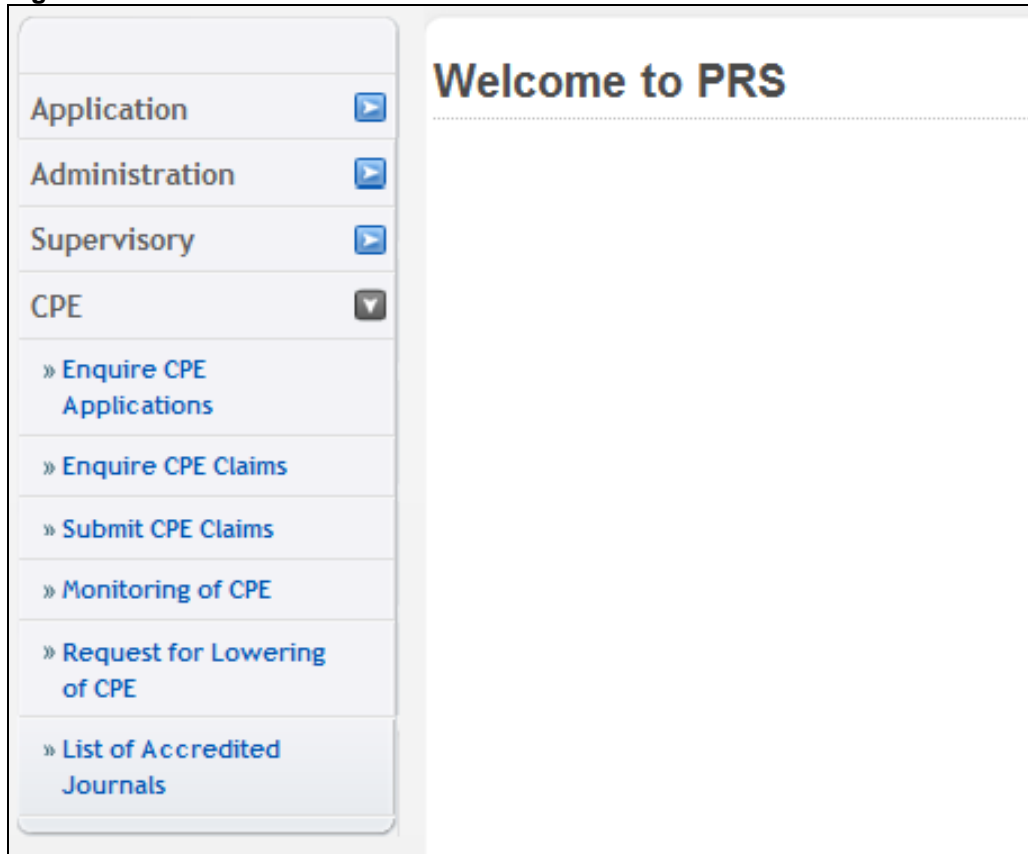 Welcome to PRS
Application
Administration
Supervisory
CPE
» Enquire CPE
Applications
» Enquire CPE Claims
» Submit CPE Claims
» Monitoring of CPE
» Request for Lowering
of CPE
» List of Accredited
Journals